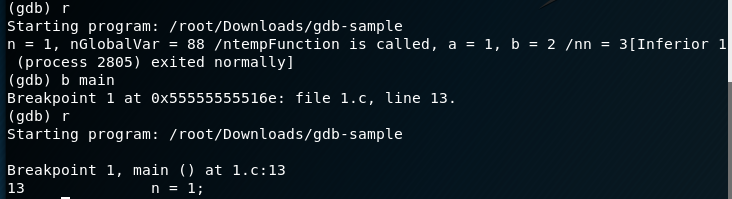 (gdb) r
Starting program: /root/Downloads/gdb-sample
n = 1, nGlobalVar = 88 /ntempFunction is called, a = 1, b = 2 /nn = 3[Inferior 1
 (process 2805) exited normally]
(gdb) b main
Breakpoint 1 at 0x55555555516e: file 1.c, line 13.
(gdb) r
Starting program: /root/Downloads/gdb-sample

Breakpoint 1, main () at 1.c:13
13              n = 1;